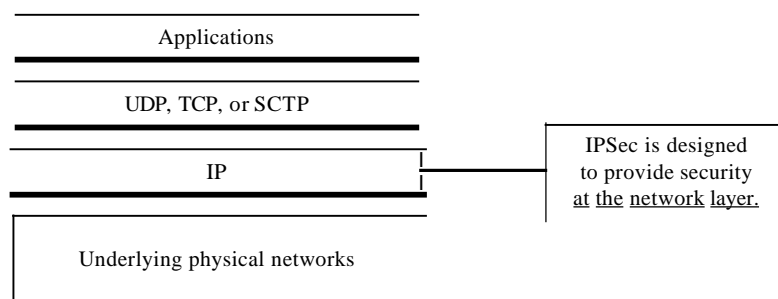 Applications
UDP, TCP, or SCTP
IP
IPSec is designed
to provide security
at the network layer.
Underlying physical networks